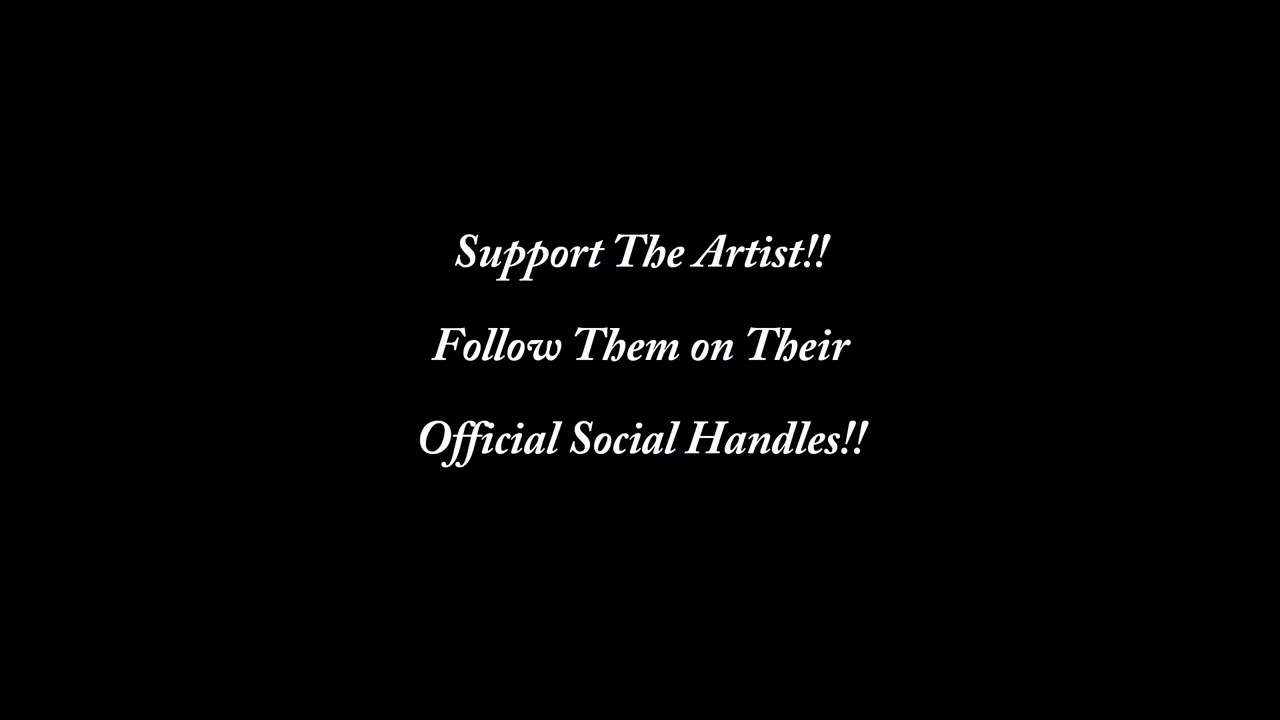 Support The Artist!!
Follow Them on Their
Official Social Handles!!